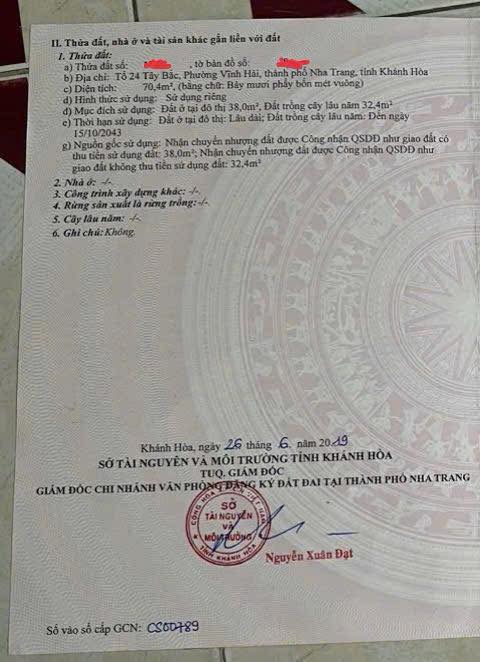 II. Thửa đất, nhà ở và tài sản khác gắn liền với đất
1. Thửa đất:
a) Thửa đất số: , tờ bản đồ số:
b) Địa chỉ: Tổ 24 Tây Bắc, Phường Vĩnh Hải, thành phố Nha Trang, tỉnh Khánh Hòa
c) Diện tích: 70,4m², (bằng chữ: Bảy mươi phẩy bốn mét vuông)
d) Hình thức sử dụng: Sử dụng riêng
đ) Mục đích sử dụng: Đất ở tại đô thị 38,0m²; Đất trồng cây lâu năm 32,4m²
e) Thời hạn sử dụng: Đất ở tại đô thị: Lâu dài; Đất trồng cây lâu năm: Đến ngày
15/10/2043
g) Nguồn gốc sử dụng: Nhận chuyển nhượng đất được Công nhận QSDĐ như giao đất có
thu tiền sử dụng đất: 38,0m²; Nhận chuyển nhượng đất được Công nhận QSDĐ như
giao đất không thu tiền sử dụng đất: 32,4m²
2. Nhà ở: -/-
3. Công trình xây dựng khác: -/-
4. Rừng sản xuất là rừng trồng:-/-
5. Cây lâu năm: -/-
6. Ghi chú: Không.
Khánh Hòa, ngày 26 tháng 6 năm 2019
SỞ TÀI NGUYÊN VÀ MÔI TRƯỜNG TỈNH KHÁNH HÒA
TUQ. GIÁM ĐỐC
GIÁM ĐỐC CHI NHÁNH VĂN PHÒNG ĐĂNG KÝ ĐẤT ĐAI TẠI THÀNH PHỐ NHA TRANG
SỞ
TÀI NGUYÊN
VÀ
MÔI TRƯỜNG
TỈNH KHÁNH HÒA
Nguyễn Xuân Đạt
Số vào sổ cấp GCN: CS00789